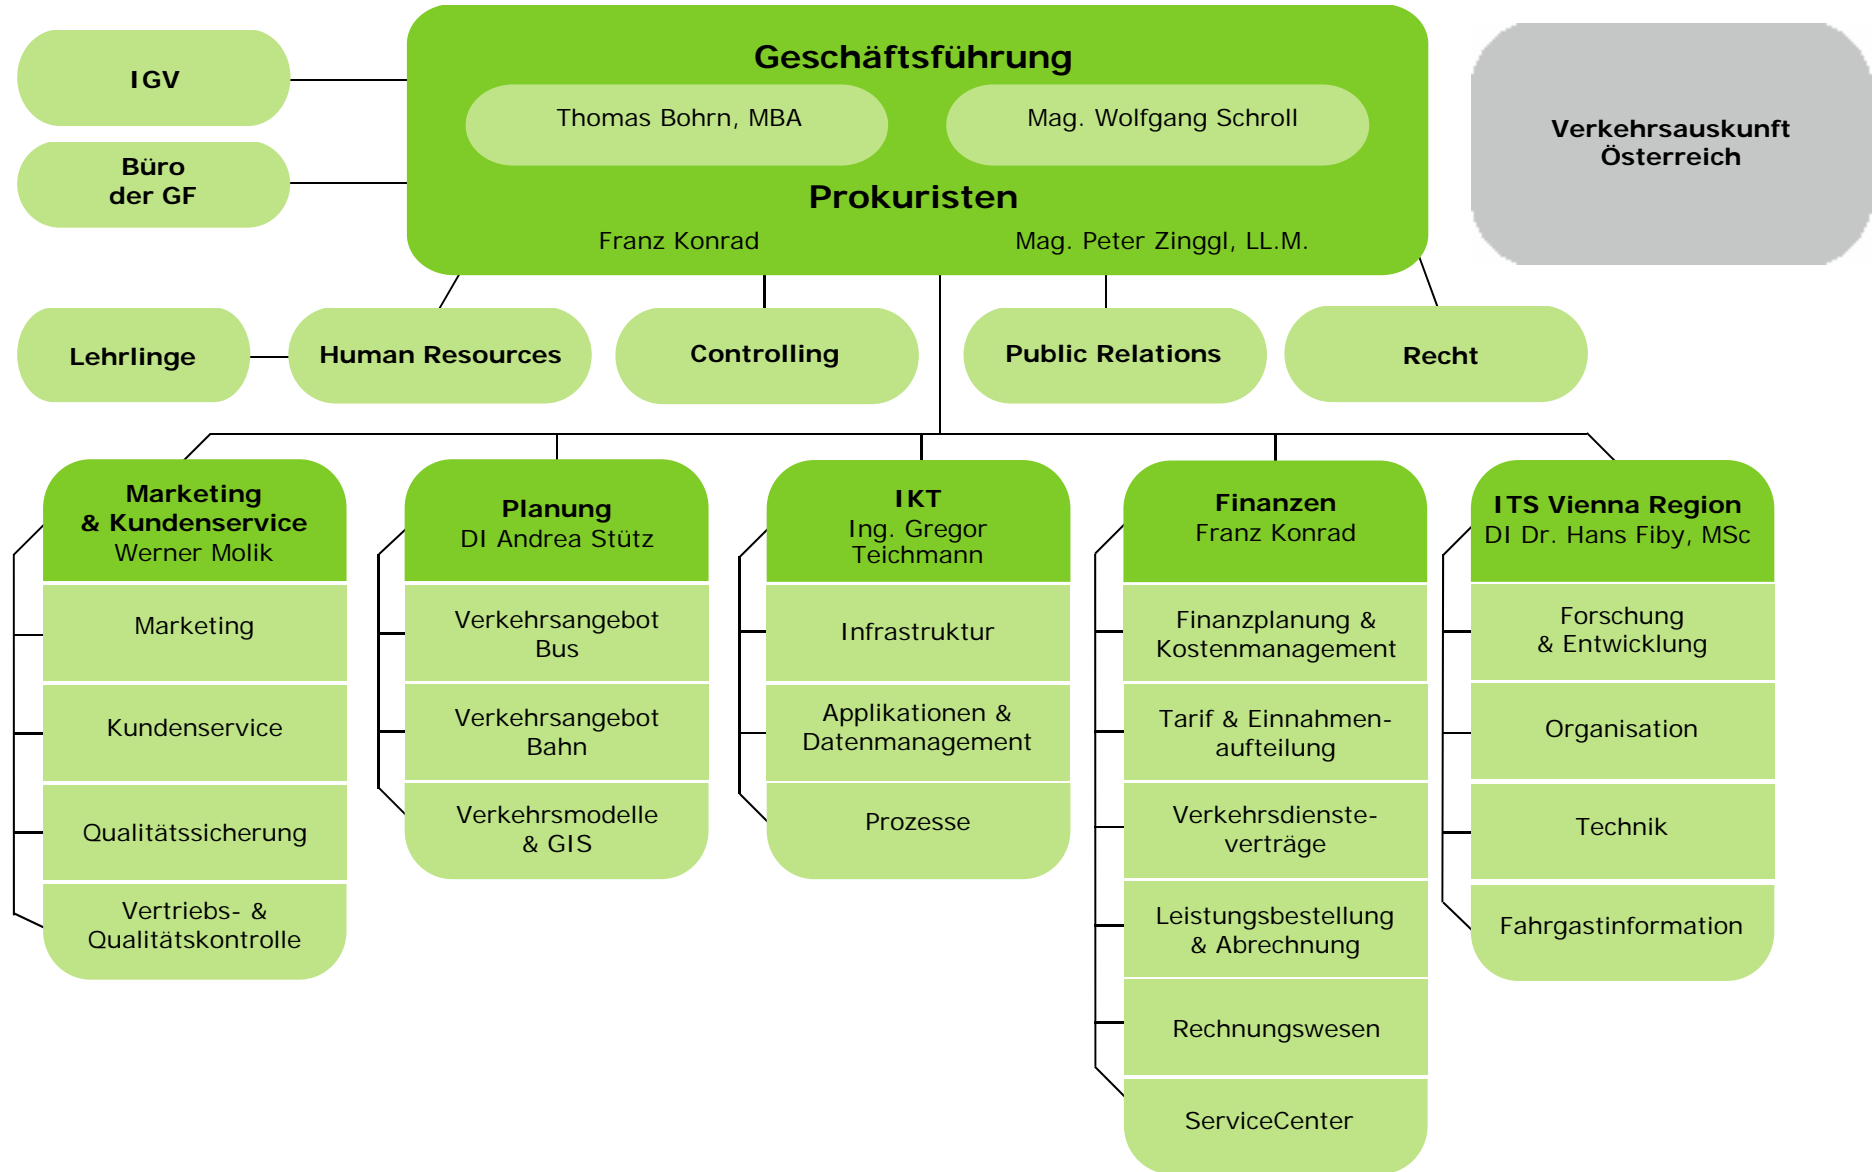 Geschäftsführung
IGV
Thomas Bohrn, MBA
Mag. Wolfgang Schroll
Verkehrsauskunft
Österreich
Büro
der GF
Prokuristen
Franz Konrad
Mag. Peter Zinggl, LL.M.
Lehrlinge
Human Resources
Controlling
Public Relations
Recht
Marketing
& Kundenservice
Werner Molik
Marketing
Kundenservice
Qualitätssicherung
Vertriebs- &
Qualitätskontrolle
Planung
DI Andrea Stütz
Verkehrsangebot
Bus
Verkehrsangebot
Bahn
Verkehrsmodelle
& GIS
IKT
Ing. Gregor
Teichmann
Infrastruktur
Applikationen &
Datenmanagement
Prozesse
Finanzen
Franz Konrad
Finanzplanung &
Kostenmanagement
Tarif & Einnahmen-
aufteilung
Verkehrsdienste-
verträge
Leistungsbestellung
& Abrechnung
Rechnungswesen
ServiceCenter
ITS Vienna Region
DI Dr. Hans Fiby, MSc
Forschung
& Entwicklung
Organisation
Technik
Fahrgastinformation